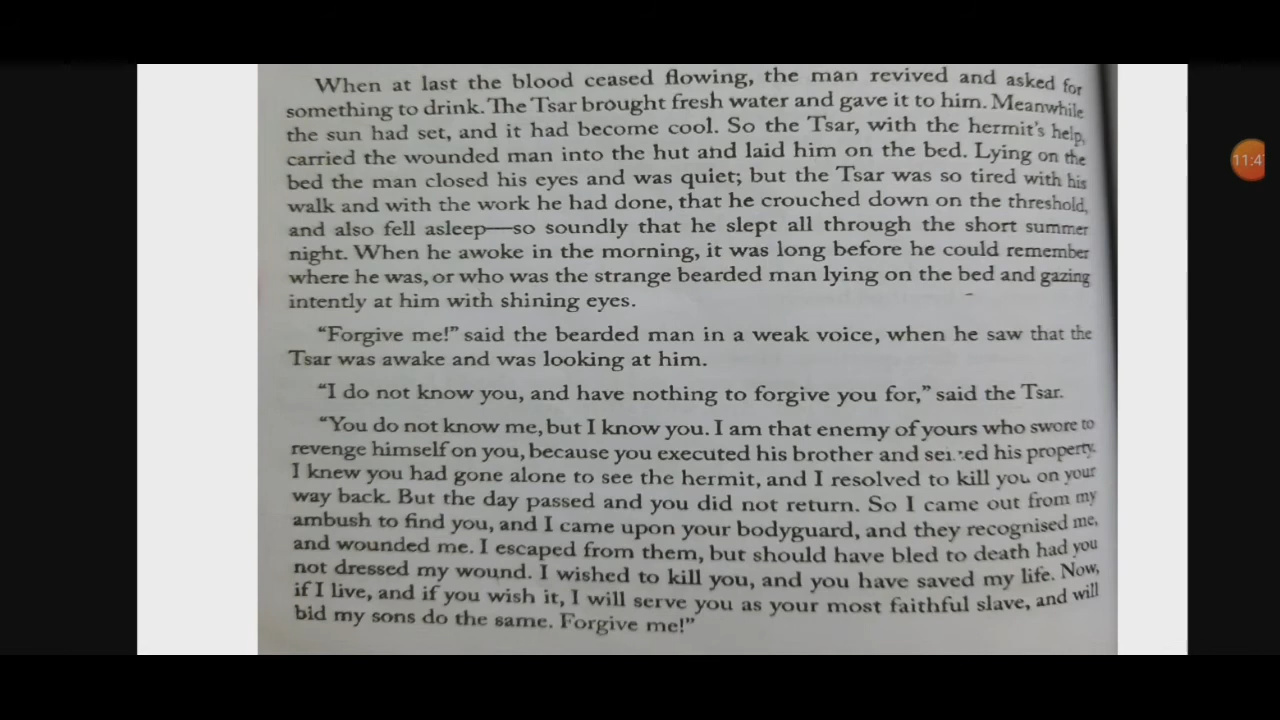 When at last the blood ceased flowing, the man revived and asked for
something to drink. The Tsar brought fresh water and gave it to him. Meanwhile
the sun had set, and it had become cool. So the Tsar, with the hermit's help,
carried the wounded man into the hut and laid him on the bed. Lying on the
bed the man closed his eyes and was quiet; but the Tsar was so tired with his
walk and with the work he had done, that he crouched down on the threshold,
and also fell asleep—so soundly that he slept all through the short summer
night. When he awoke in the morning, it was long before he could remember
where he was, or who was the strange bearded man lying on the bed and gazing
intently at him with shining eyes.
“Forgive me!” said the bearded man in a weak voice, when he saw that the
Tsar was awake and was looking at him.
“I do not know you, and have nothing to forgive you for,” said the Tsar.
“You do not know me, but I know you. I am that enemy of yours who swore to
revenge himself on you, because you executed his brother and seized his property.
I knew you had gone alone to see the hermit, and I resolved to kill you on your
way back. But the day passed and you did not return. So I came out from my
ambush to find you, and I came upon your bodyguard, and they recognised me,
and wounded me. I escaped from them, but should have bled to death had you
not dressed my wound. I wished to kill you, and you have saved my life. Now,
if I live, and if you wish it, I will serve you as your most faithful slave, and will
bid my sons do the same. Forgive me!”